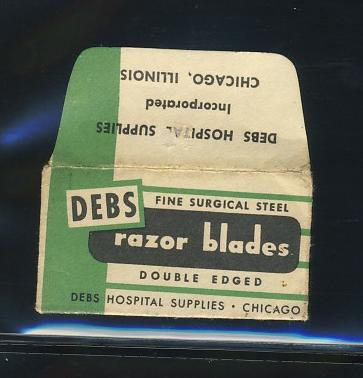 DEBS HOSPITAL SUPPLIES
Incorporated
CHICAGO, ILLINOIS
DEBS
FINE SURGICAL STEEL
razor blades
DOUBLE EDGED
DEBS HOSPITAL SUPPLIES • CHICAGO